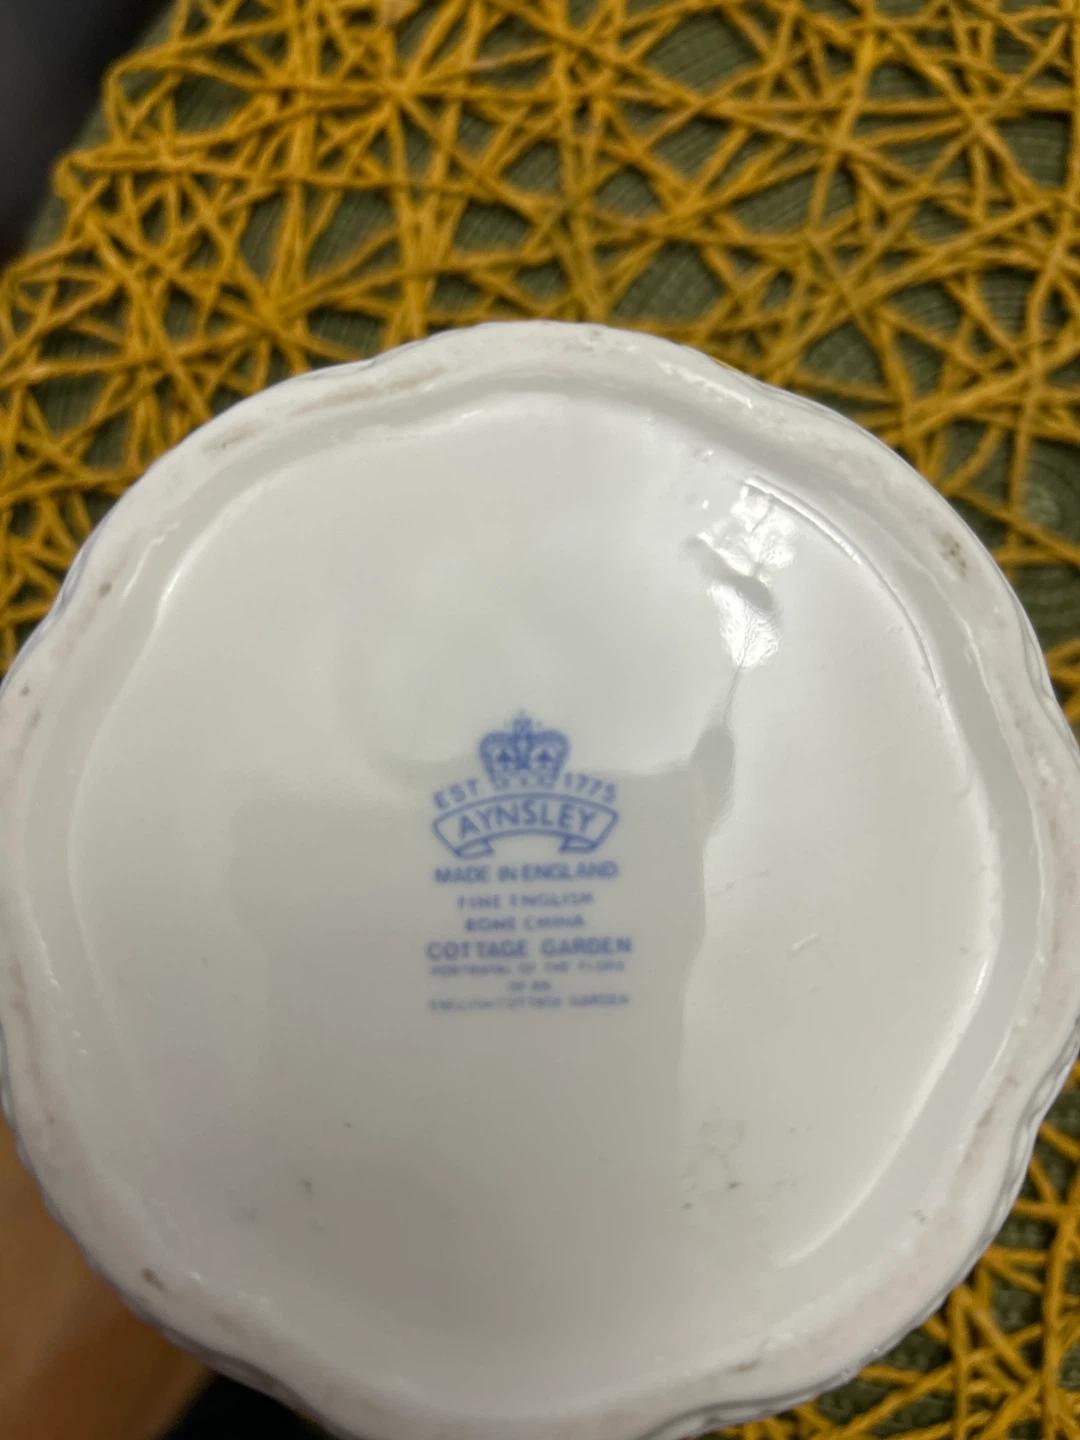 EST 1775
AYNSLEY
MADE IN ENGLAND
FINE ENGLISH
BONE CHINA
COTTAGE GARDEN
PORTRAYAL OF THE FLORA
OF AN
ENGLISH COTTAGE GARDEN